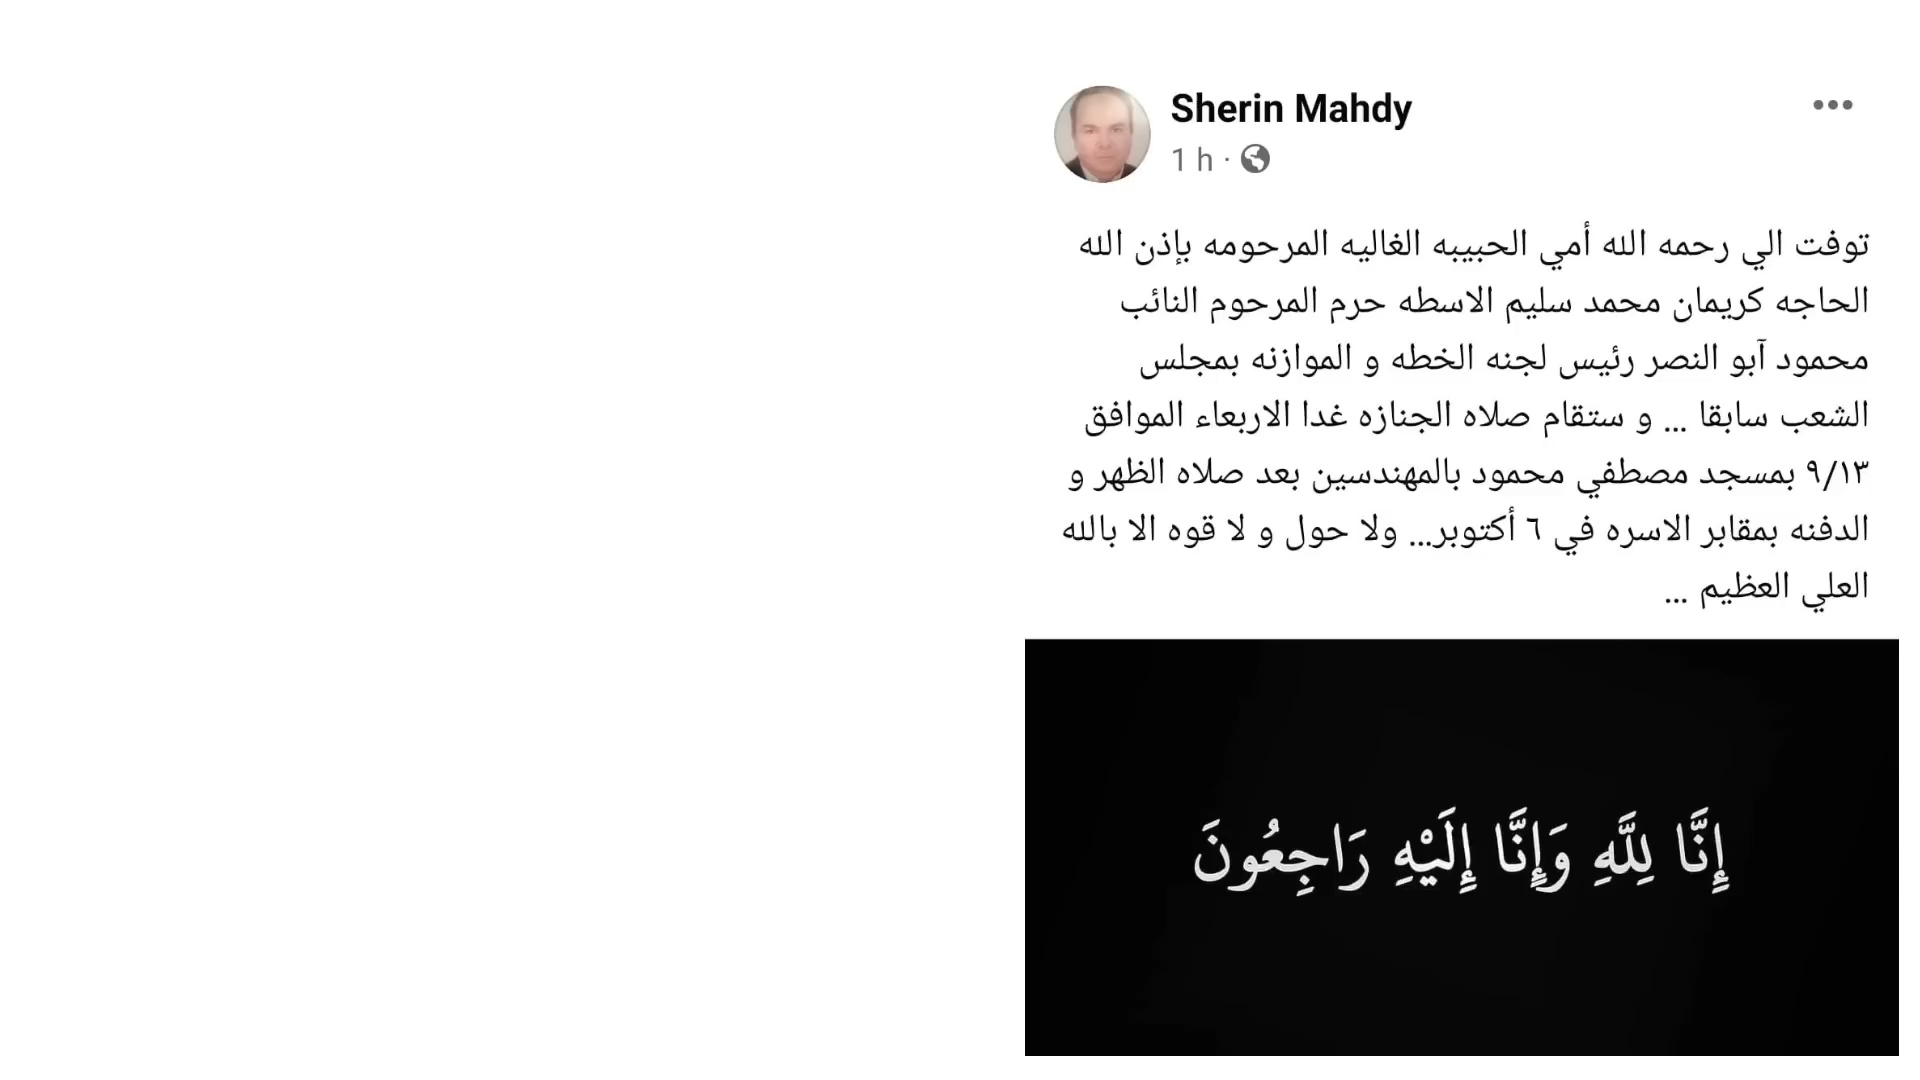 Sherin Mahdy
1 h ·
توفت الي رحمه الله أمي الحبيبه الغاليه المرحومه بإذن الله
الحاجه كريمان محمد سليم الاسطه حرم المرحوم النائب
محمود آبو النصر رئيس لجنه الخطه و الموازنه بمجلس
الشعب سابقا ... و ستقام صلاه الجنازه غدا الاربعاء الموافق
٩/١٣ بمسجد مصطفي محمود بالمهندسين بعد صلاه الظهر و
الدفنه بمقابر الاسره في ٦ أكتوبر... ولا حول و لا قوه الا بالله
العلي العظيم ...
إِنَّا لِلَّهِ وَإِنَّا إِلَيْهِ رَاجِعُونَ